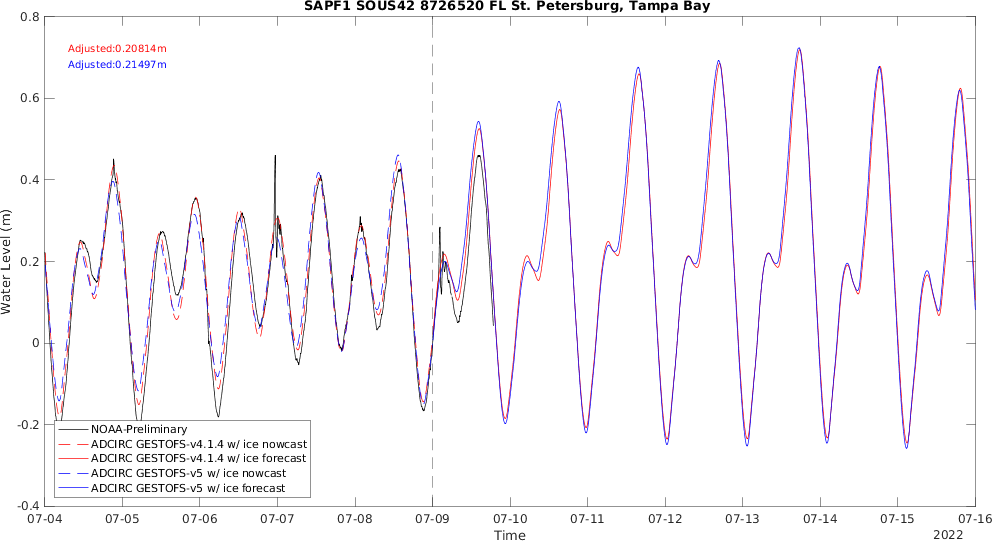 SAPF1 SOUS42 8726520 FL St. Petersburg, Tampa Bay
Adjusted:0.20814m
Adjusted:0.21497m
Water Level (m)
0.8
0.6
0.4
0.2
0
-0.2
-0.4
NOAA-Preliminary
ADCIRC GESTOFS-v4.1.4 w/ ice nowcast
ADCIRC GESTOFS-v4.1.4 w/ ice forecast
ADCIRC GESTOFS-v5 w/ ice nowcast
ADCIRC GESTOFS-v5 w/ ice forecast
07-04 07-05 07-06 07-07 07-08 07-09 07-10 07-11 07-12 07-13 07-14 07-15 07-16
Time
2022